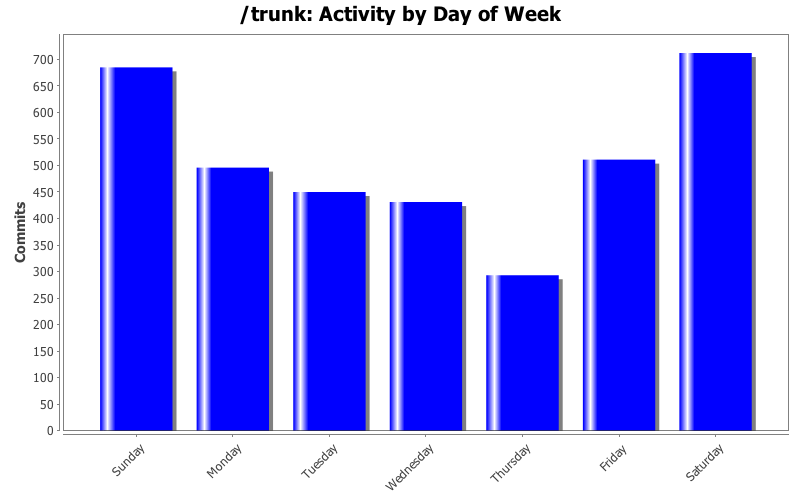 /trunk: Activity by Day of Week
Commits
700
650
600
550
500
450
400
350
300
250
200
150
100
50
0
Sunday
Monday
Tuesday
Wednesday
Thursday
Friday
Saturday